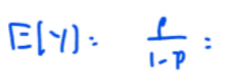 E[Y] = p/(1-p) =